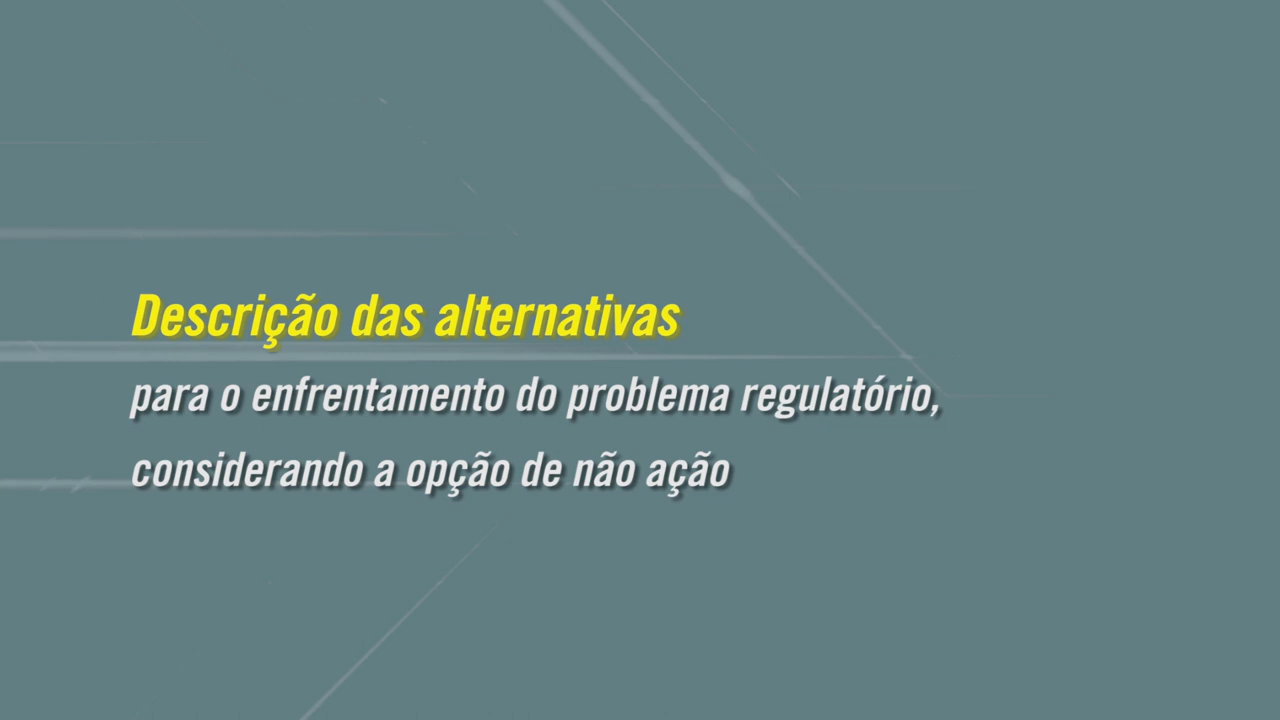 Descrição das alternativas
para o enfrentamento do problema regulatório,
considerando a opção de não ação